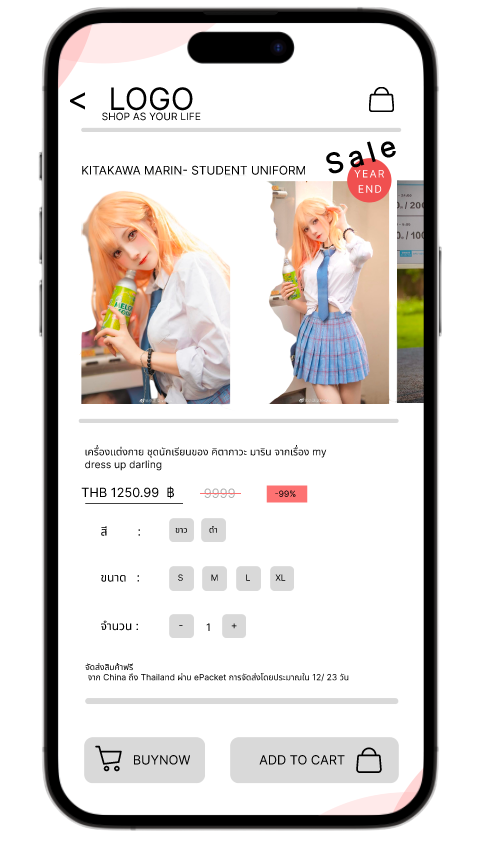 <
LOGO
SHOP AS YOUR LIFE
Sale
YEAR
END
KITAKAWA MARIN- STUDENT UNIFORM
MELON
เครื่องแต่งกาย ชุดนักเรียนของ คิตากาวะ มาริน จากเรื่อง my
dress up darling
THB 1250.99 ฿ 9999 -99%
สี : ขาว ดำ
ขนาด : S M L XL
จำนวน : - 1 +
จัดส่งสินค้าฟรี
จาก China ถึง Thailand ผ่าน ePacket การจัดส่งโดยประมาณใน 12/ 23 วัน
BUYNOW ADD TO CART